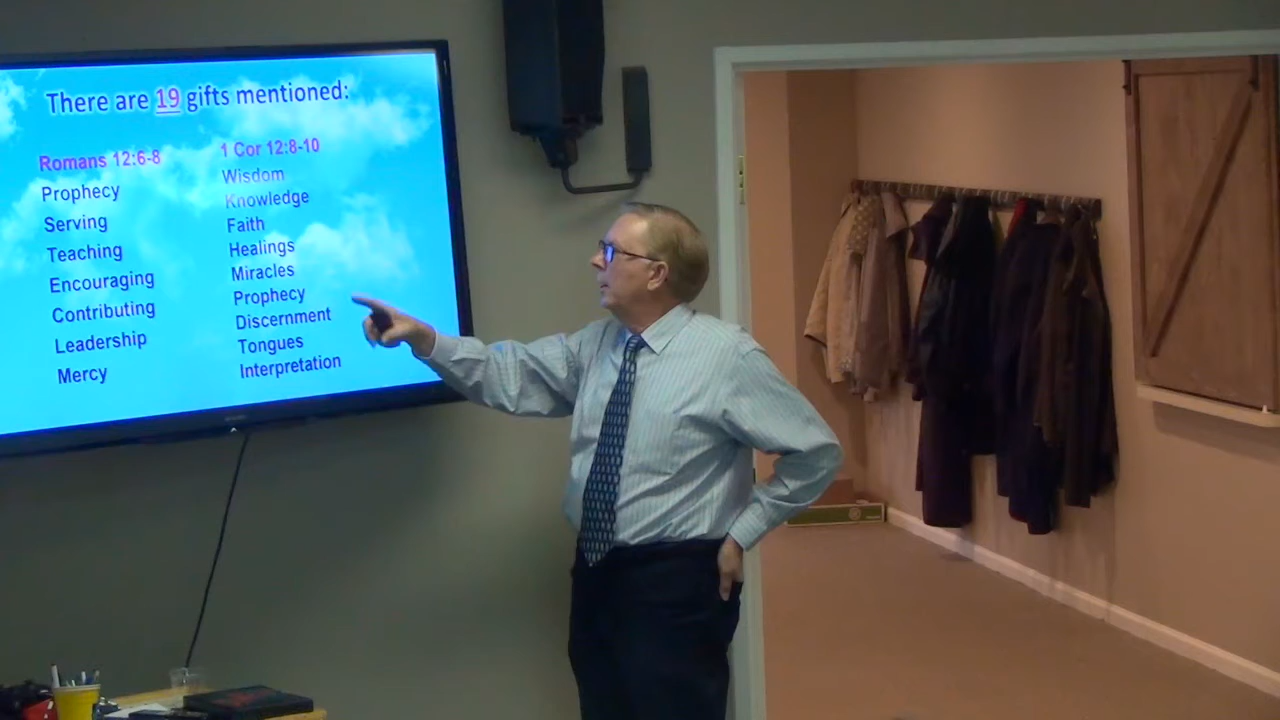 There are 19 gifts mentioned:
Romans 12:6-8
Prophecy
Serving
Teaching
Encouraging
Contributing
Leadership
Mercy
1 Cor 12:8-10
Wisdom
Knowledge
Faith
Healings
Miracles
Prophecy
Discernment
Tongues
Interpretation